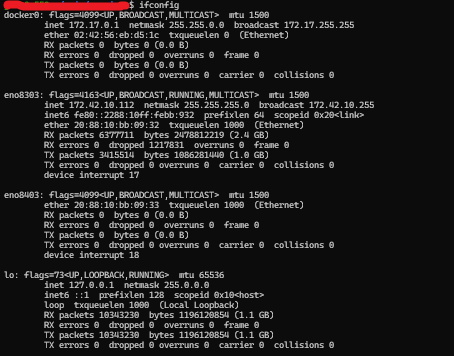 $ ifconfig
docker0: flags=4099<UP,BROADCAST,MULTICAST>  mtu 1500
inet 172.17.0.1  netmask 255.255.0.0  broadcast 172.17.255.255
ether 02:42:56:eb:d5:1c  txqueuelen 0  (Ethernet)
RX packets 0  bytes 0 (0.0 B)
RX errors 0  dropped 0  overruns 0  frame 0
TX packets 0  bytes 0 (0.0 B)
TX errors 0  dropped 0 overruns 0  carrier 0  collisions 0
eno8303: flags=4163<UP,BROADCAST,RUNNING,MULTICAST>  mtu 1500
inet 172.42.10.112  netmask 255.255.255.0  broadcast 172.42.10.255
inet6 fe80::2288:10ff:febb:932  prefixlen 64  scopeid 0x20<link>
ether 20:88:10:bb:09:32  txqueuelen 1000  (Ethernet)
RX packets 6377711  bytes 2478812219 (2.4 GB)
RX errors 0  dropped 1217831  overruns 0  frame 0
TX packets 3415514  bytes 1086281440 (1.0 GB)
TX errors 0  dropped 0 overruns 0  carrier 0  collisions 0
device interrupt 17
eno8403: flags=4099<UP,BROADCAST,MULTICAST>  mtu 1500
ether 20:88:10:bb:09:33  txqueuelen 1000  (Ethernet)
RX packets 0  bytes 0 (0.0 B)
RX errors 0  dropped 0  overruns 0  frame 0
TX packets 0  bytes 0 (0.0 B)
TX errors 0  dropped 0 overruns 0  carrier 0  collisions 0
device interrupt 18
lo: flags=73<UP,LOOPBACK,RUNNING>  mtu 65536
inet 127.0.0.1  netmask 255.0.0.0
inet6 ::1  prefixlen 128  scopeid 0x10<host>
loop  txqueuelen 1000  (Local Loopback)
RX packets 10343230  bytes 1196120854 (1.1 GB)
RX errors 0  dropped 0  overruns 0  frame 0
TX packets 10343230  bytes 1196120854 (1.1 GB)
TX errors 0  dropped 0 overruns 0  carrier 0  collisions 0